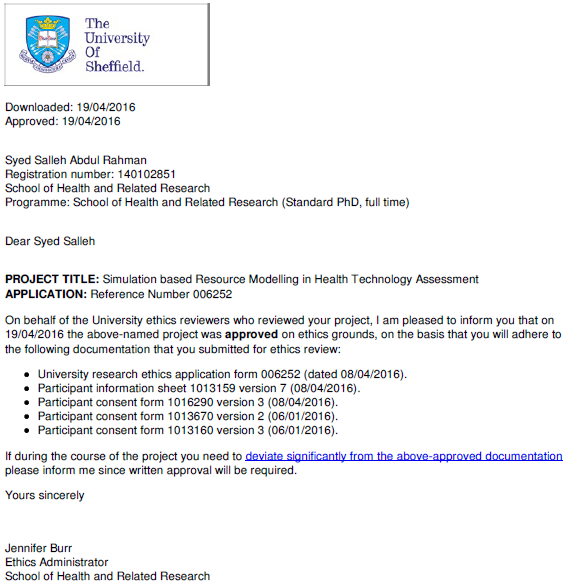 The
University
Of
Sheffield.
Downloaded: 19/04/2016
Approved: 19/04/2016
Syed Salleh Abdul Rahman
Registration number: 140102851
School of Health and Related Research
Programme: School of Health and Related Research (Standard PhD, full time)
Dear Syed Salleh
PROJECT TITLE: Simulation based Resource Modelling in Health Technology Assessment
APPLICATION: Reference Number 006252
On behalf of the University ethics reviewers who reviewed your project, I am pleased to inform you that on
19/04/2016 the above-named project was approved on ethics grounds, on the basis that you will adhere to
the following documentation that you submitted for ethics review:
• University research ethics application form 006252 (dated 08/04/2016).
• Participant information sheet 1013159 version 7 (08/04/2016).
• Participant consent form 1016290 version 3 (08/04/2016).
• Participant consent form 1013670 version 2 (06/01/2016).
• Participant consent form 1013160 version 3 (06/01/2016).
If during the course of the project you need to deviate significantly from the above-approved documentation
please inform me since written approval will be required.
Yours sincerely
Jennifer Burr
Ethics Administrator
School of Health and Related Research